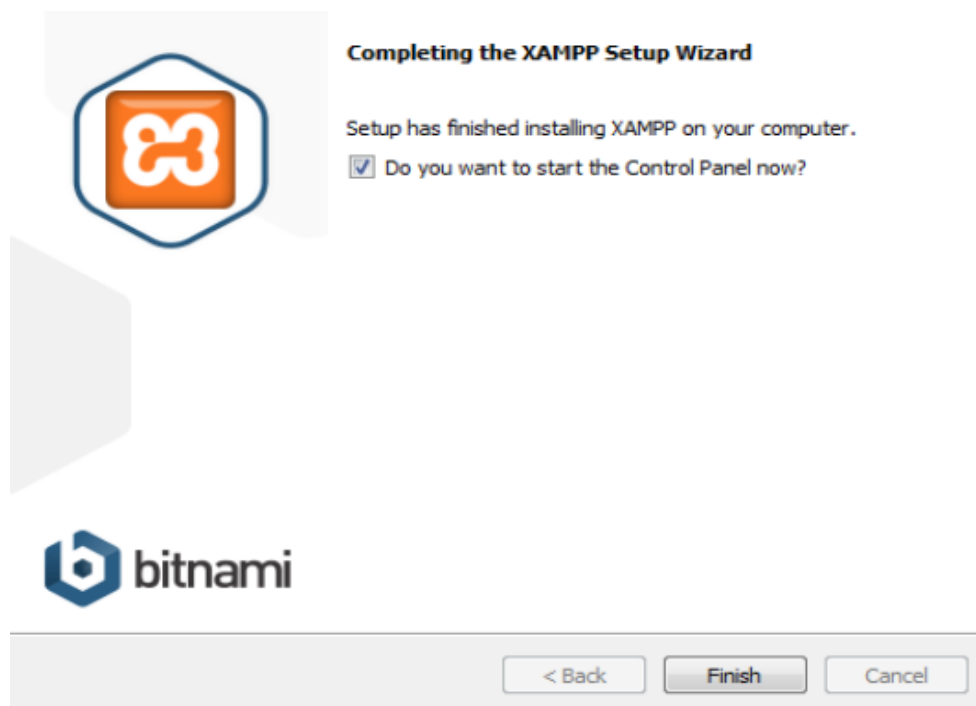 Completing the XAMPP Setup Wizard
Setup has finished installing XAMPP on your computer.
Do you want to start the Control Panel now?
bitnami
< Back
Finish
Cancel